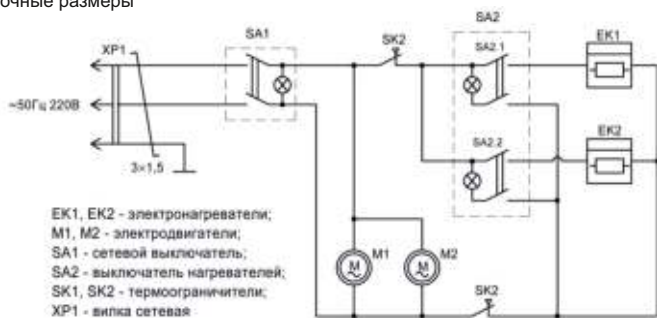 очные размеры
SA1
SA2
XP1
SK2
SA2.1
EK1
~50Гц 220В
SA2.2
EK2
3×1,5
EK1, EK2 - электронагреватели;
M1, M2 - электродвигатели;
SA1 - сетевой выключатель;
SA2 - выключатель нагревателей;
SK1, SK2 - термоограничители;
XP1 - вилка сетевая
M
M1
M
M2
SK2